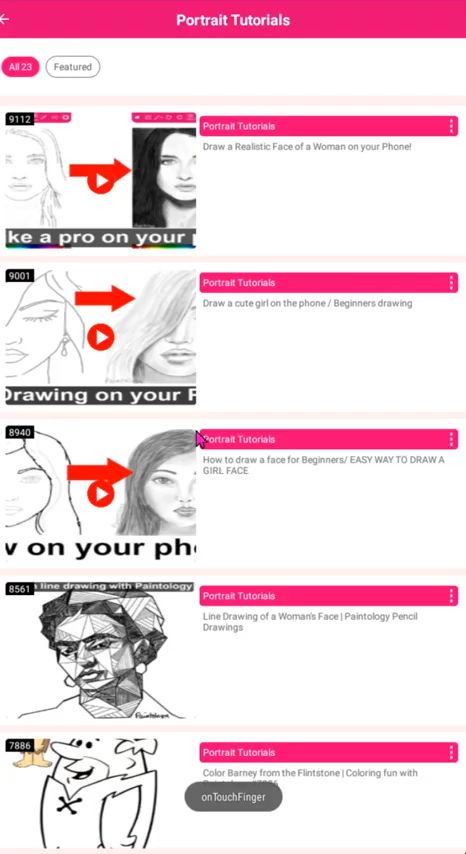 Portrait Tutorials
All 23
Featured
9112
Portrait Tutorials
Draw a Realistic Face of a Woman on your Phone!
ke a pro on your
9001
Portrait Tutorials
Draw a cute girl on the phone / Beginners drawing
Drawing on your
8940
Portrait Tutorials
How to draw a face for Beginners/ EASY WAY TO DRAW A
GIRL FACE
on your
8561
line drawing with Paintology
Portrait Tutorials
Line Drawing of a Woman's Face | Paintology Pencil
Drawings
Paintology
7886
Portrait Tutorials
Color Barney from the Flintstone | Coloring fun with
onTouchFinger